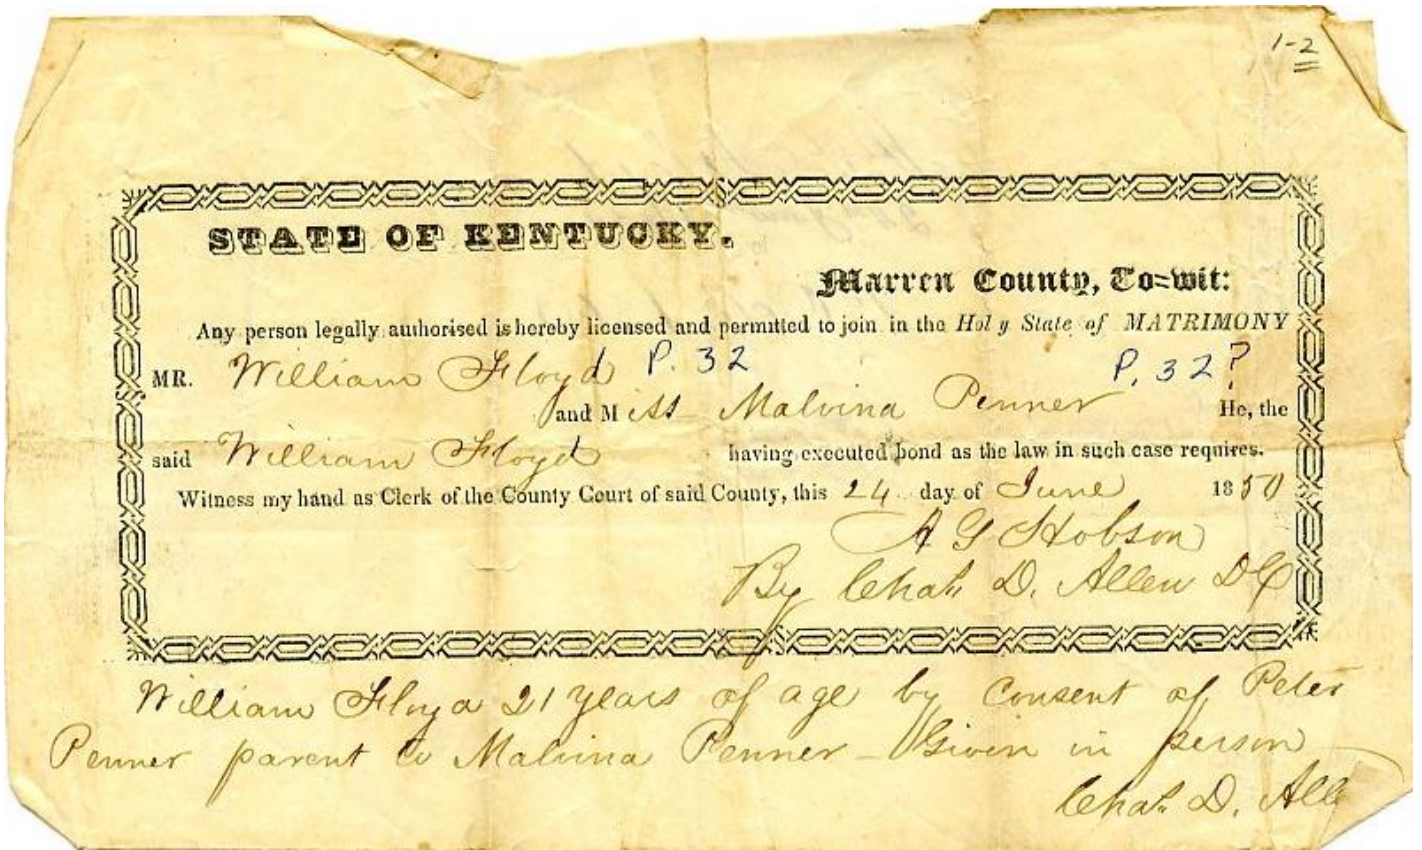 1-2
STATE OF KENTUCKY.
Warren County, To=wit:
Any person legally authorised is hereby licensed and permitted to join in the Holy State of MATRIMONY
MR. William Floyd P. 32 P. 32?
and Miss Malvina Penner He, the
said William Floyd having executed bond as the law in such case requires.
Witness my hand as Clerk of the County Court of said County, this 24 day of June 1850
A G Hobson
By Chas. D. Allen DC
William Floyd 21 years of age by consent of Peter
Penner parent to Malvina Penner - Given in person
Chas. D. Alle